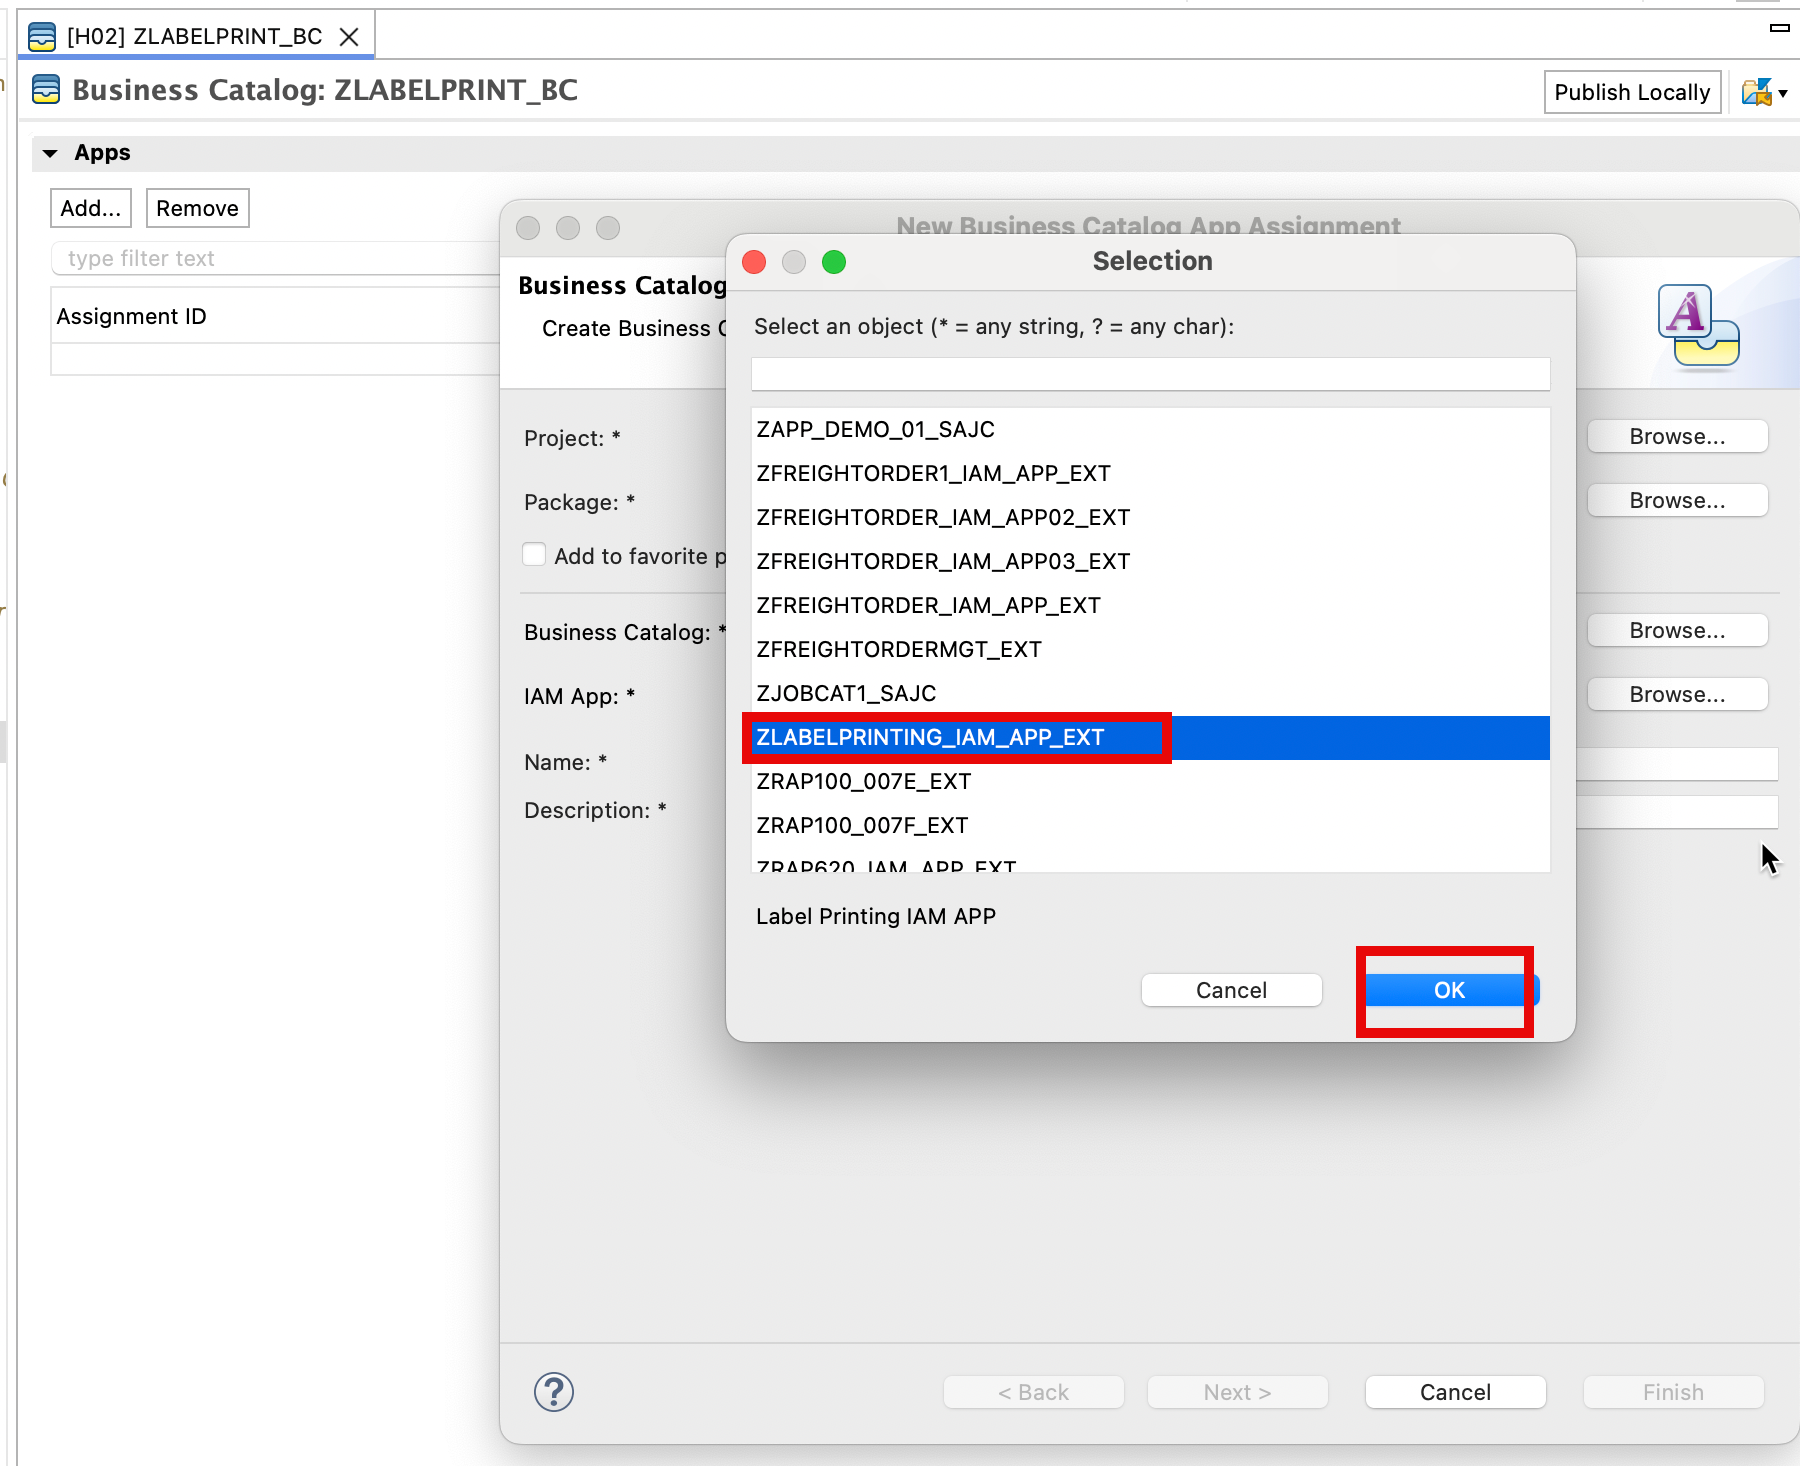 [H02] ZLABELPRINT_BC
Business Catalog: ZLABELPRINT_BC
Publish Locally
Apps
Add...
Remove
type filter text
Assignment ID
New Business Catalog App Assignment
Business Catalog
Create Business
Project: *
Browse...
Package: *
Browse...
Add to favorite p
Business Catalog: *
Browse...
IAM App: *
Browse...
Name: *
Description: *
Selection
Select an object (* = any string, ? = any char):
ZAPP_DEMO_01_SAJC
ZFREIGHTORDER1_IAM_APP_EXT
ZFREIGHTORDER_IAM_APP02_EXT
ZFREIGHTORDER_IAM_APP03_EXT
ZFREIGHTORDER_IAM_APP_EXT
ZFREIGHTORDERMGT_EXT
ZJOBCAT1_SAJC
ZLABELPRINTING_IAM_APP_EXT
ZRAP100_007E_EXT
ZRAP100_007F_EXT
ZRAP620_IAM_APP_EXT
Label Printing IAM APP
Cancel
OK
?
< Back
Next >
Cancel
Finish